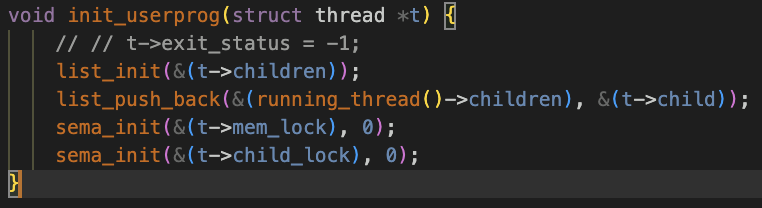 void init_userprog(struct thread *t) {
    // // t->exit_status = -1;
    list_init(&(t->children));
    list_push_back(&(running_thread()->children), &(t->child));
    sema_init(&(t->mem_lock), 0);
    sema_init(&(t->child_lock), 0);
}